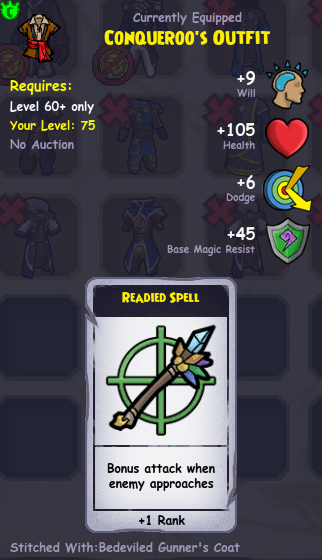 Currently Equipped
Conqueroo's Outfit
Requires:
Level 60+ only
Your Level: 75
No Auction
+9
Will
+105
Health
+6
Dodge
+45
Base Magic Resist
Readied Spell
Bonus attack when
enemy approaches
+1 Rank
Stitched With:Bedeviled Gunner's Coat